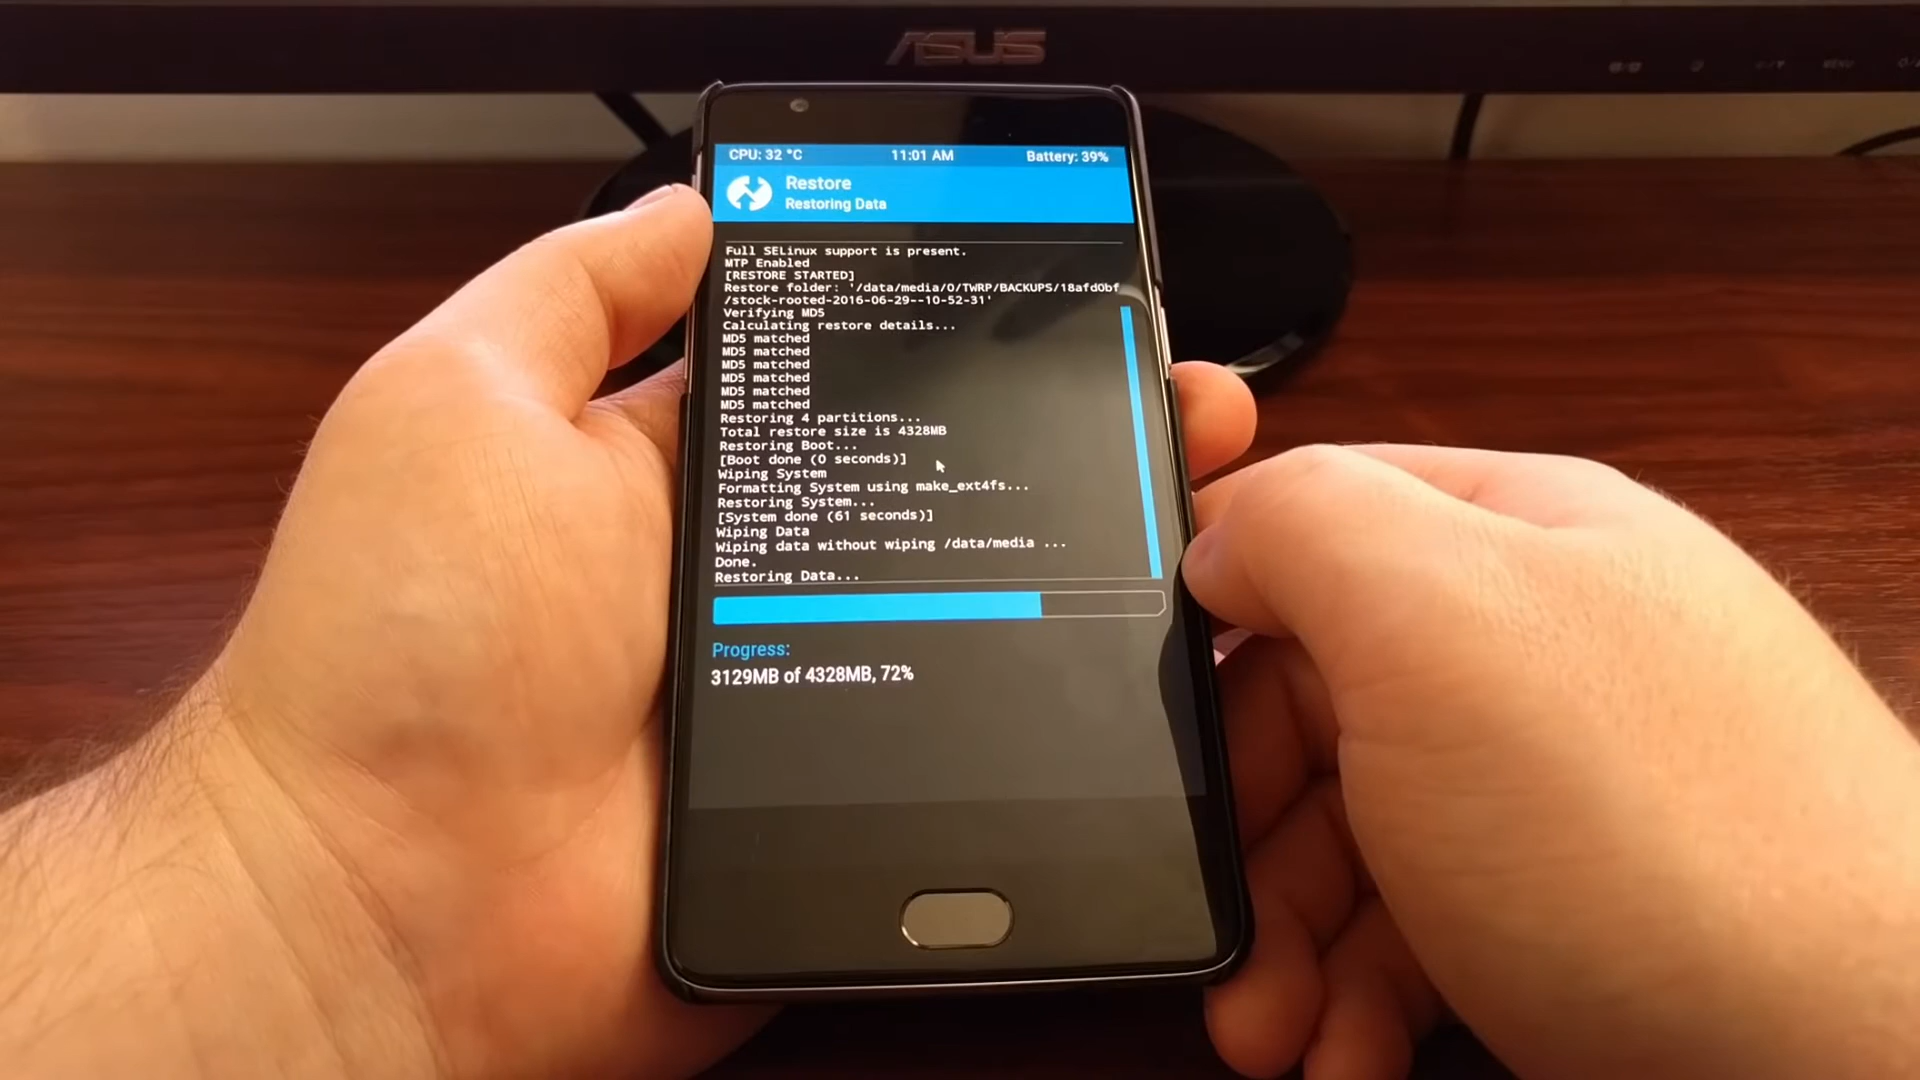 ASUS
CPU: 32 °C 11:01 AM Battery: 39%
Restore
Restoring Data
Full SELinux support is present.
MTP Enabled
[RESTORE STARTED]
Restore folder: '/data/media/0/TWRP/BACKUPS/18afd0bf
/stock-rooted-2016-06-29--10-52-31'
Verifying MD5
Calculating restore details...
MD5 matched
MD5 matched
MD5 matched
MD5 matched
MD5 matched
MD5 matched
Restoring 4 partitions...
Total restore size is 4328MB
Restoring Boot...
[Boot done (0 seconds)]
Wiping System
Formatting System using make_ext4fs...
Restoring System...
[System done (61 seconds)]
Wiping Data
Wiping data without wiping /data/media ...
Done.
Restoring Data...
Progress:
3129MB of 4328MB, 72%